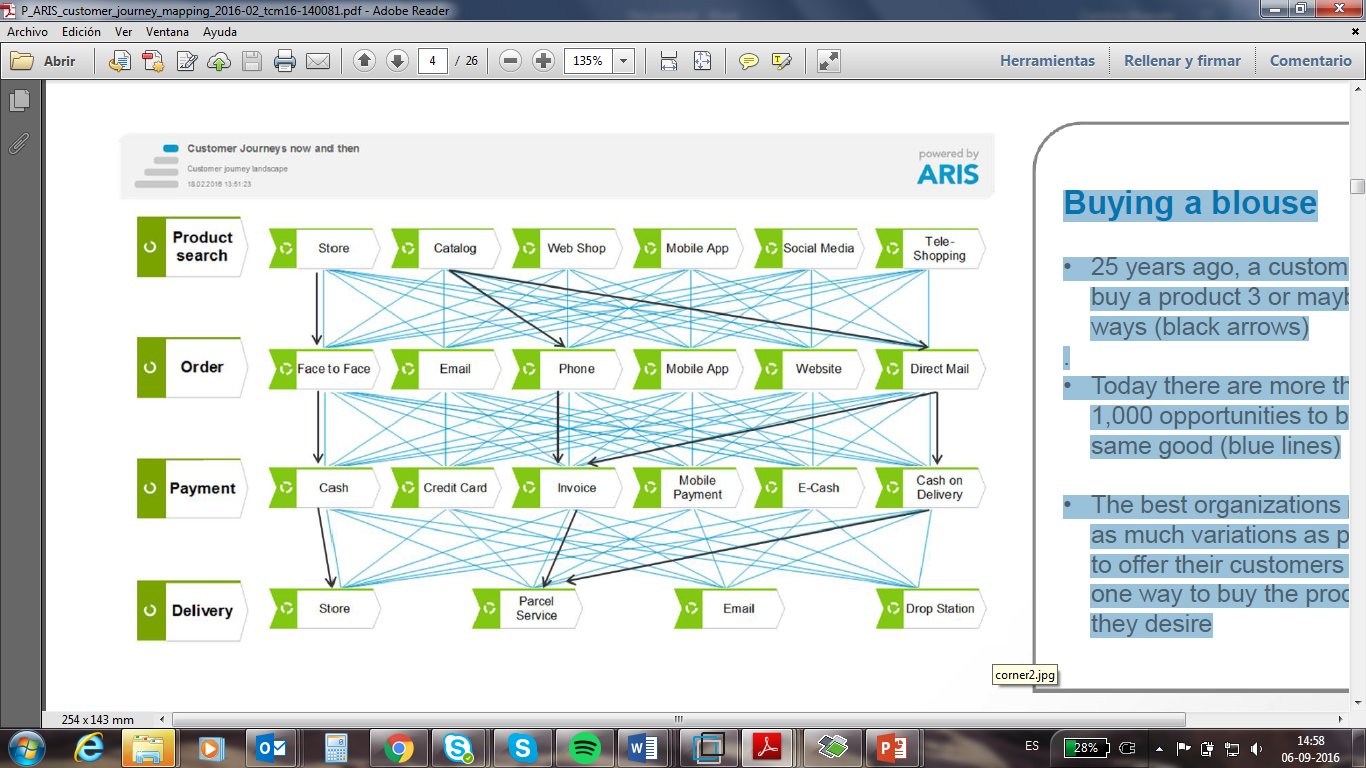 P_ARIS_customer_journey_mapping_2016-02_tcm16-140081.pdf - Adobe Reader
Archivo Edición Ver Ventana Ayuda
Abrir 4 / 26 135% Herramientas Rellenar y firmar Comentario
Customer Journeys now and then
Customer journey landscape
18.02.2016 13:51:23
powered by
ARIS
Product
search
Store Catalog Web Shop Mobile App Social Media Tele-
Shopping
Order
Face to Face Email Phone Mobile App Website Direct Mail
Payment
Cash Credit Card Invoice Mobile
Payment
E-Cash Cash on
Delivery
Delivery
Store Parcel
Service
Email Drop Station
Buying a blouse
• 25 years ago, a custom
buy a product 3 or mayb
ways (black arrows)
.
• Today there are more th
1,000 opportunities to b
same good (blue lines)
• The best organizations
as much variations as p
to offer their customers
one way to buy the prod
they desire
corner2.jpg
254 x 143 mm
ES 28% 14:58
06-09-2016